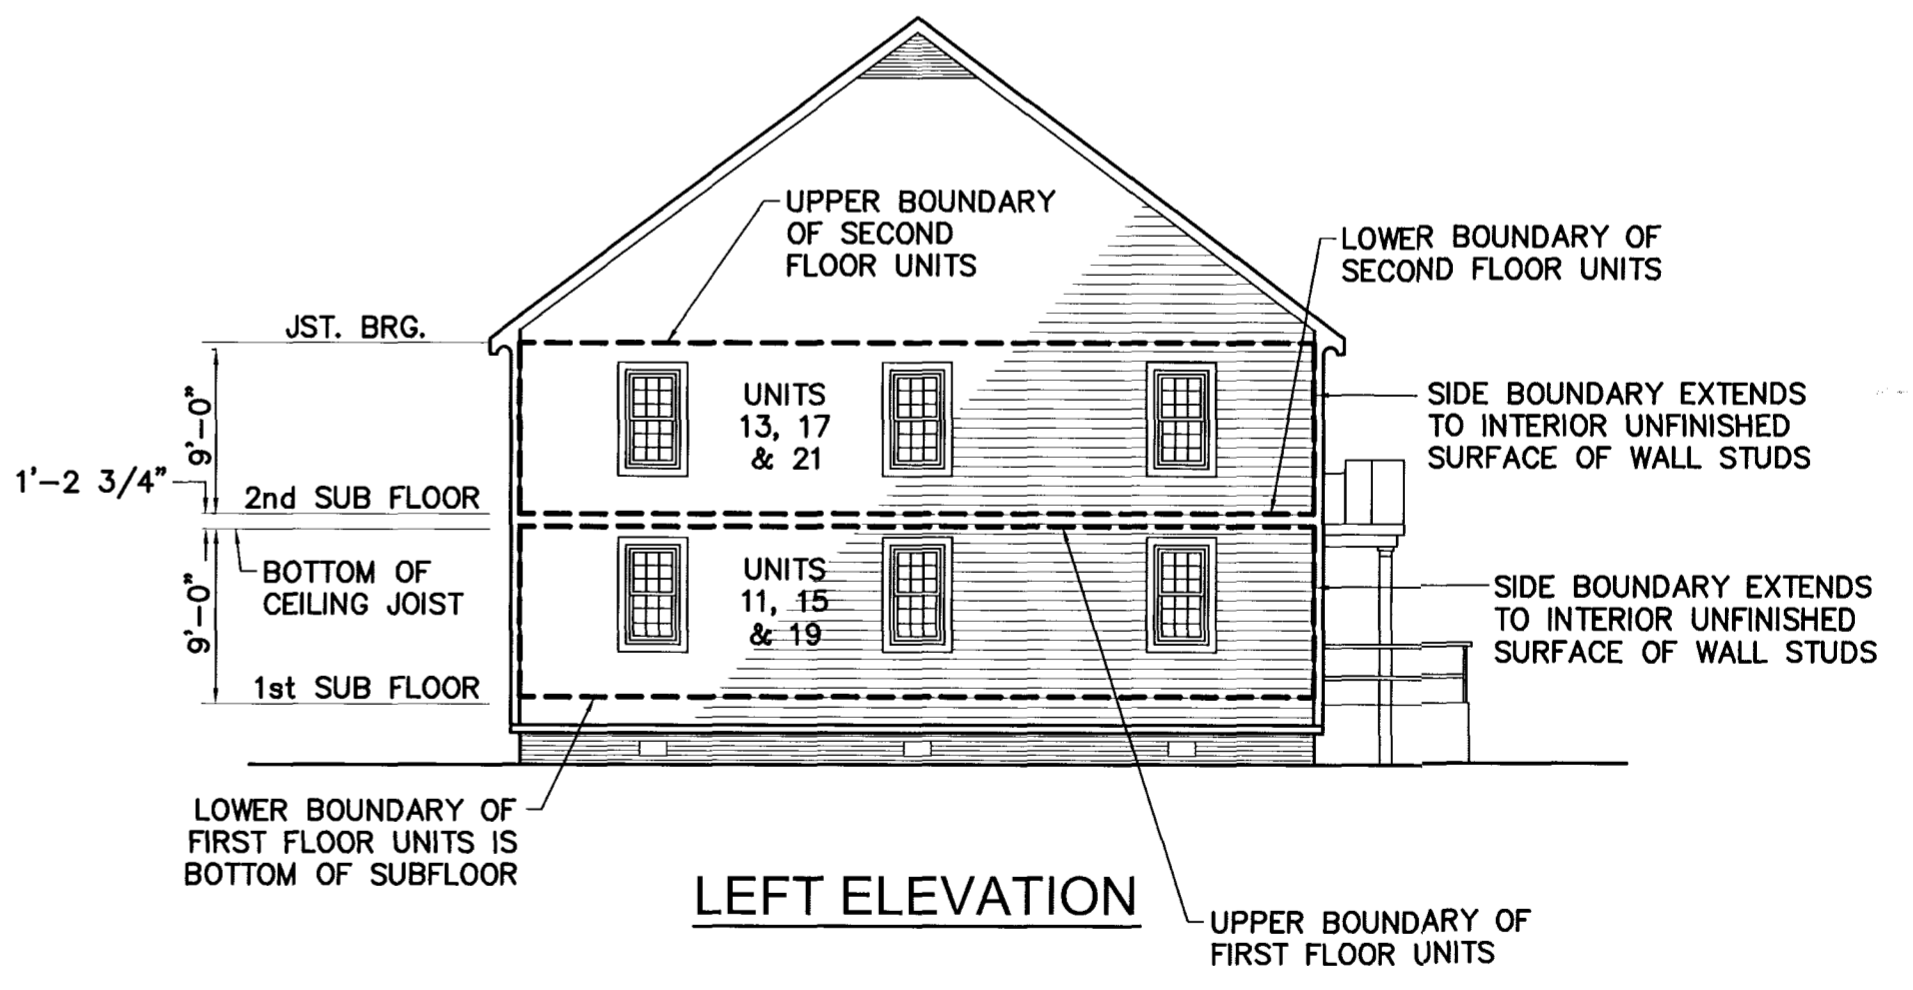 UPPER BOUNDARY
OF SECOND
FLOOR UNITS
LOWER BOUNDARY OF
SECOND FLOOR UNITS
JST. BRG.
9'-0"
1'-2 3/4"
2nd SUB FLOOR
UNITS
13, 17
& 21
SIDE BOUNDARY EXTENDS
TO INTERIOR UNFINISHED
SURFACE OF WALL STUDS
BOTTOM OF
CEILING JOIST
9'-0"
1st SUB FLOOR
UNITS
11, 15
& 19
SIDE BOUNDARY EXTENDS
TO INTERIOR UNFINISHED
SURFACE OF WALL STUDS
LOWER BOUNDARY OF
FIRST FLOOR UNITS IS
BOTTOM OF SUBFLOOR
LEFT ELEVATION
UPPER BOUNDARY OF
FIRST FLOOR UNITS